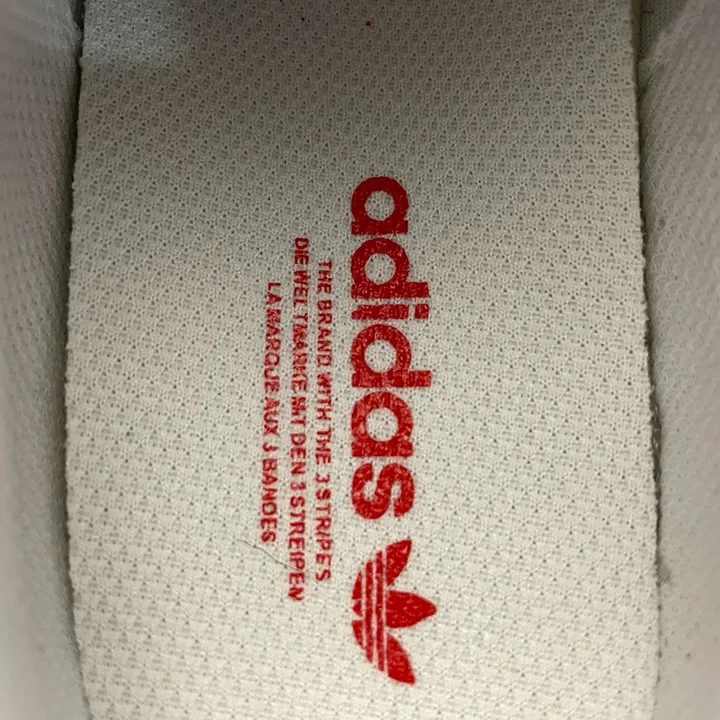 adidas
THE BRAND WITH THE 3 STRIPES
DIE WELTMARKE MIT DEN 3 STREIFEN
LA MARQUE AUX 3 BANDES